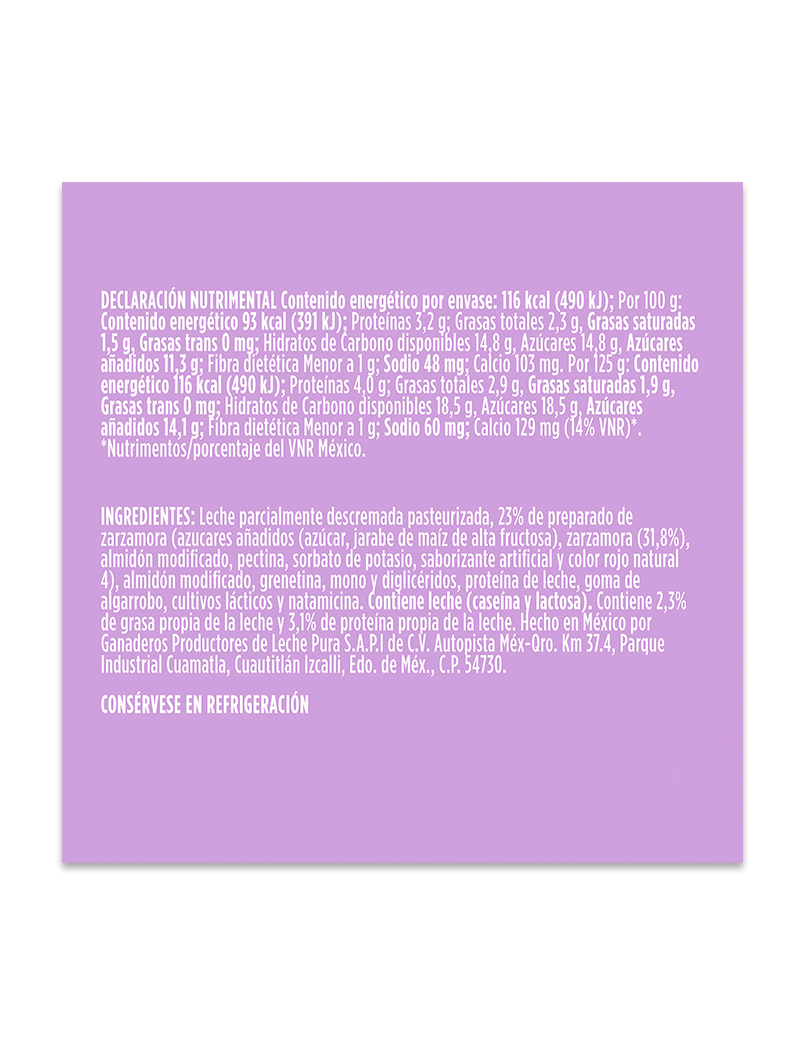 DECLARACIÓN NUTRIMENTAL Contenido energético por envase: 116 kcal (490 kJ); Por 100 g:
Contenido energético 93 kcal (391 kJ); Proteínas 3,2 g; Grasas totales 2,3 g, Grasas saturadas
1,5 g, Grasas trans 0 mg; Hidratos de Carbono disponibles 14,8 g, Azúcares 14,8 g, Azúcares
añadidos 11,3 g; Fibra dietética Menor a 1 g; Sodio 48 mg; Calcio 103 mg. Por 125 g: Contenido
energético 116 kcal (490 kJ); Proteínas 4,0 g; Grasas totales 2,9 g, Grasas saturadas 1,9 g,
Grasas trans 0 mg; Hidratos de Carbono disponibles 18,5 g, Azúcares 18,5 g, Azúcares
añadidos 14,1 g; Fibra dietética Menor a 1 g; Sodio 60 mg; Calcio 129 mg (14% VNR)*.
*Nutrimentos/porcentaje del VNR México.
INGREDIENTES: Leche parcialmente descremada pasteurizada, 23% de preparado de
zarzamora (azucares añadidos (azúcar, jarabe de maíz de alta fructosa), zarzamora (31,8%),
almidón modificado, pectina, sorbato de potasio, saborizante artificial y color rojo natural
4), almidón modificado, grenetina, mono y diglicéridos, proteína de leche, goma de
algarrobo, cultivos lácticos y natamicina. Contiene leche (caseína y lactosa). Contiene 2,3%
de grasa propia de la leche y 3,1% de proteína propia de la leche. Hecho en México por
Ganaderos Productores de Leche Pura S.A.P.I de C.V. Autopista Méx-Qro. Km 37.4, Parque
Industrial Cuamatla, Cuautitlán Izcalli, Edo. de Méx., C.P. 54730.
CONSÉRVESE EN REFRIGERACIÓN